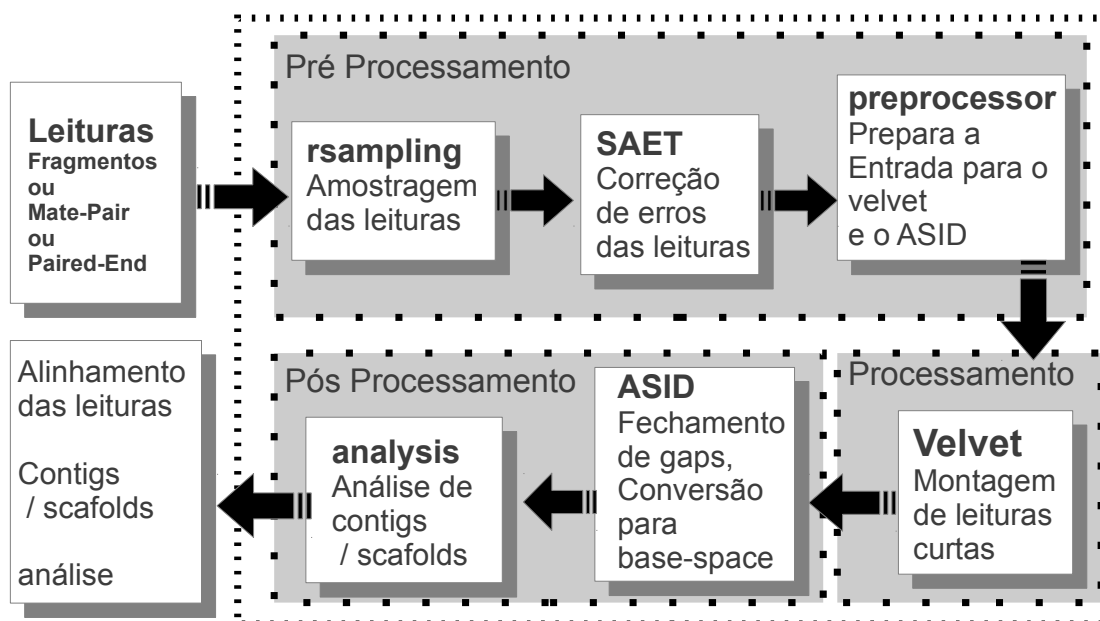 Leituras
Fragmentos
ou
Mate-Pair
ou
Paired-End
Pré Processamento
rsampling
Amostragem
das leituras
SAET
Correção
de erros
das leituras
preprocessor
Prepara a
Entrada para o
velvet
e o ASID
Processamento
Velvet
Montagem
de leituras
curtas
Pós Processamento
ASID
Fechamento
de gaps,
Conversão
para
base-space
analysis
Análise de
contigs
/ scafolds
Alinhamento
das leituras
Contigs
/ scafolds
análise